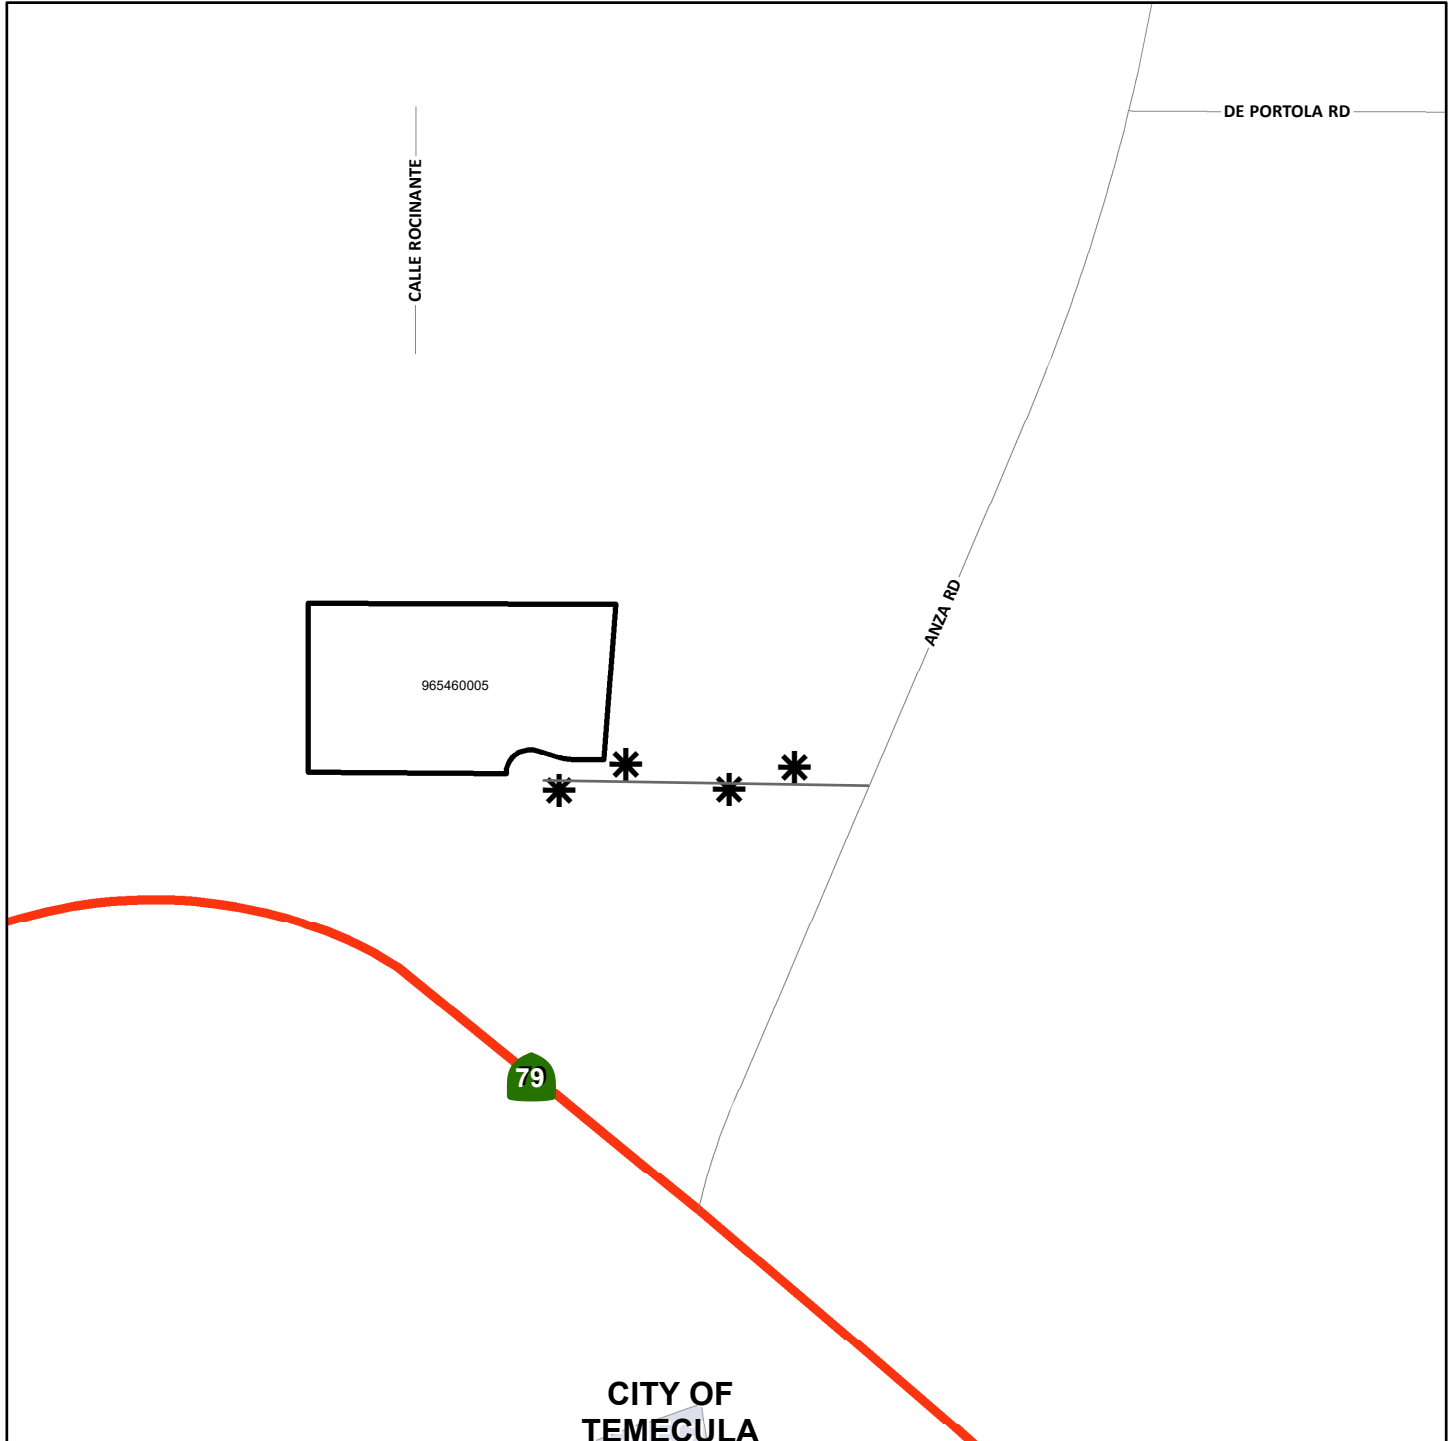 DE PORTOLA RD
CALLE ROCINANTE
ANZA RD
965460005
79
CITY OF
TEMECULA